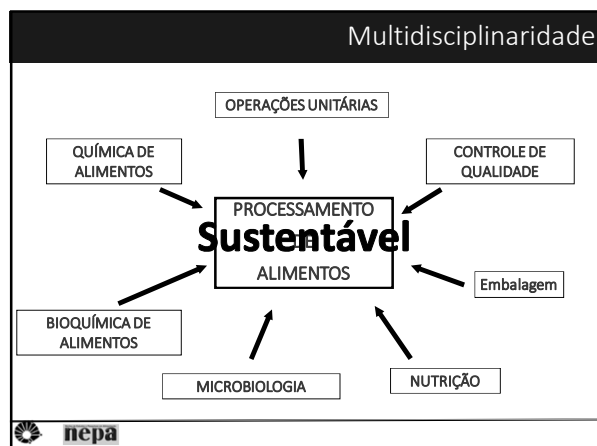 Multidisciplinaridade
OPERAÇÕES UNITÁRIAS
QUÍMICA DE
ALIMENTOS
CONTROLE DE
QUALIDADE
PROCESSAMENTO
DE
Sustentável
ALIMENTOS
Embalagem
BIOQUÍMICA DE
ALIMENTOS
MICROBIOLOGIA
NUTRIÇÃO
nepa